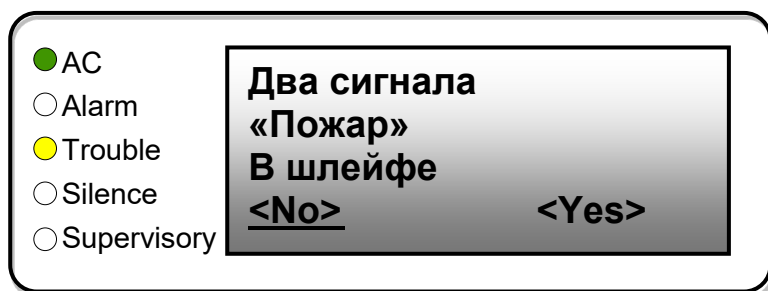 AC
Alarm
Trouble
Silence
Supervisory
Два сигнала
«Пожар»
В шлейфе
<No> <Yes>